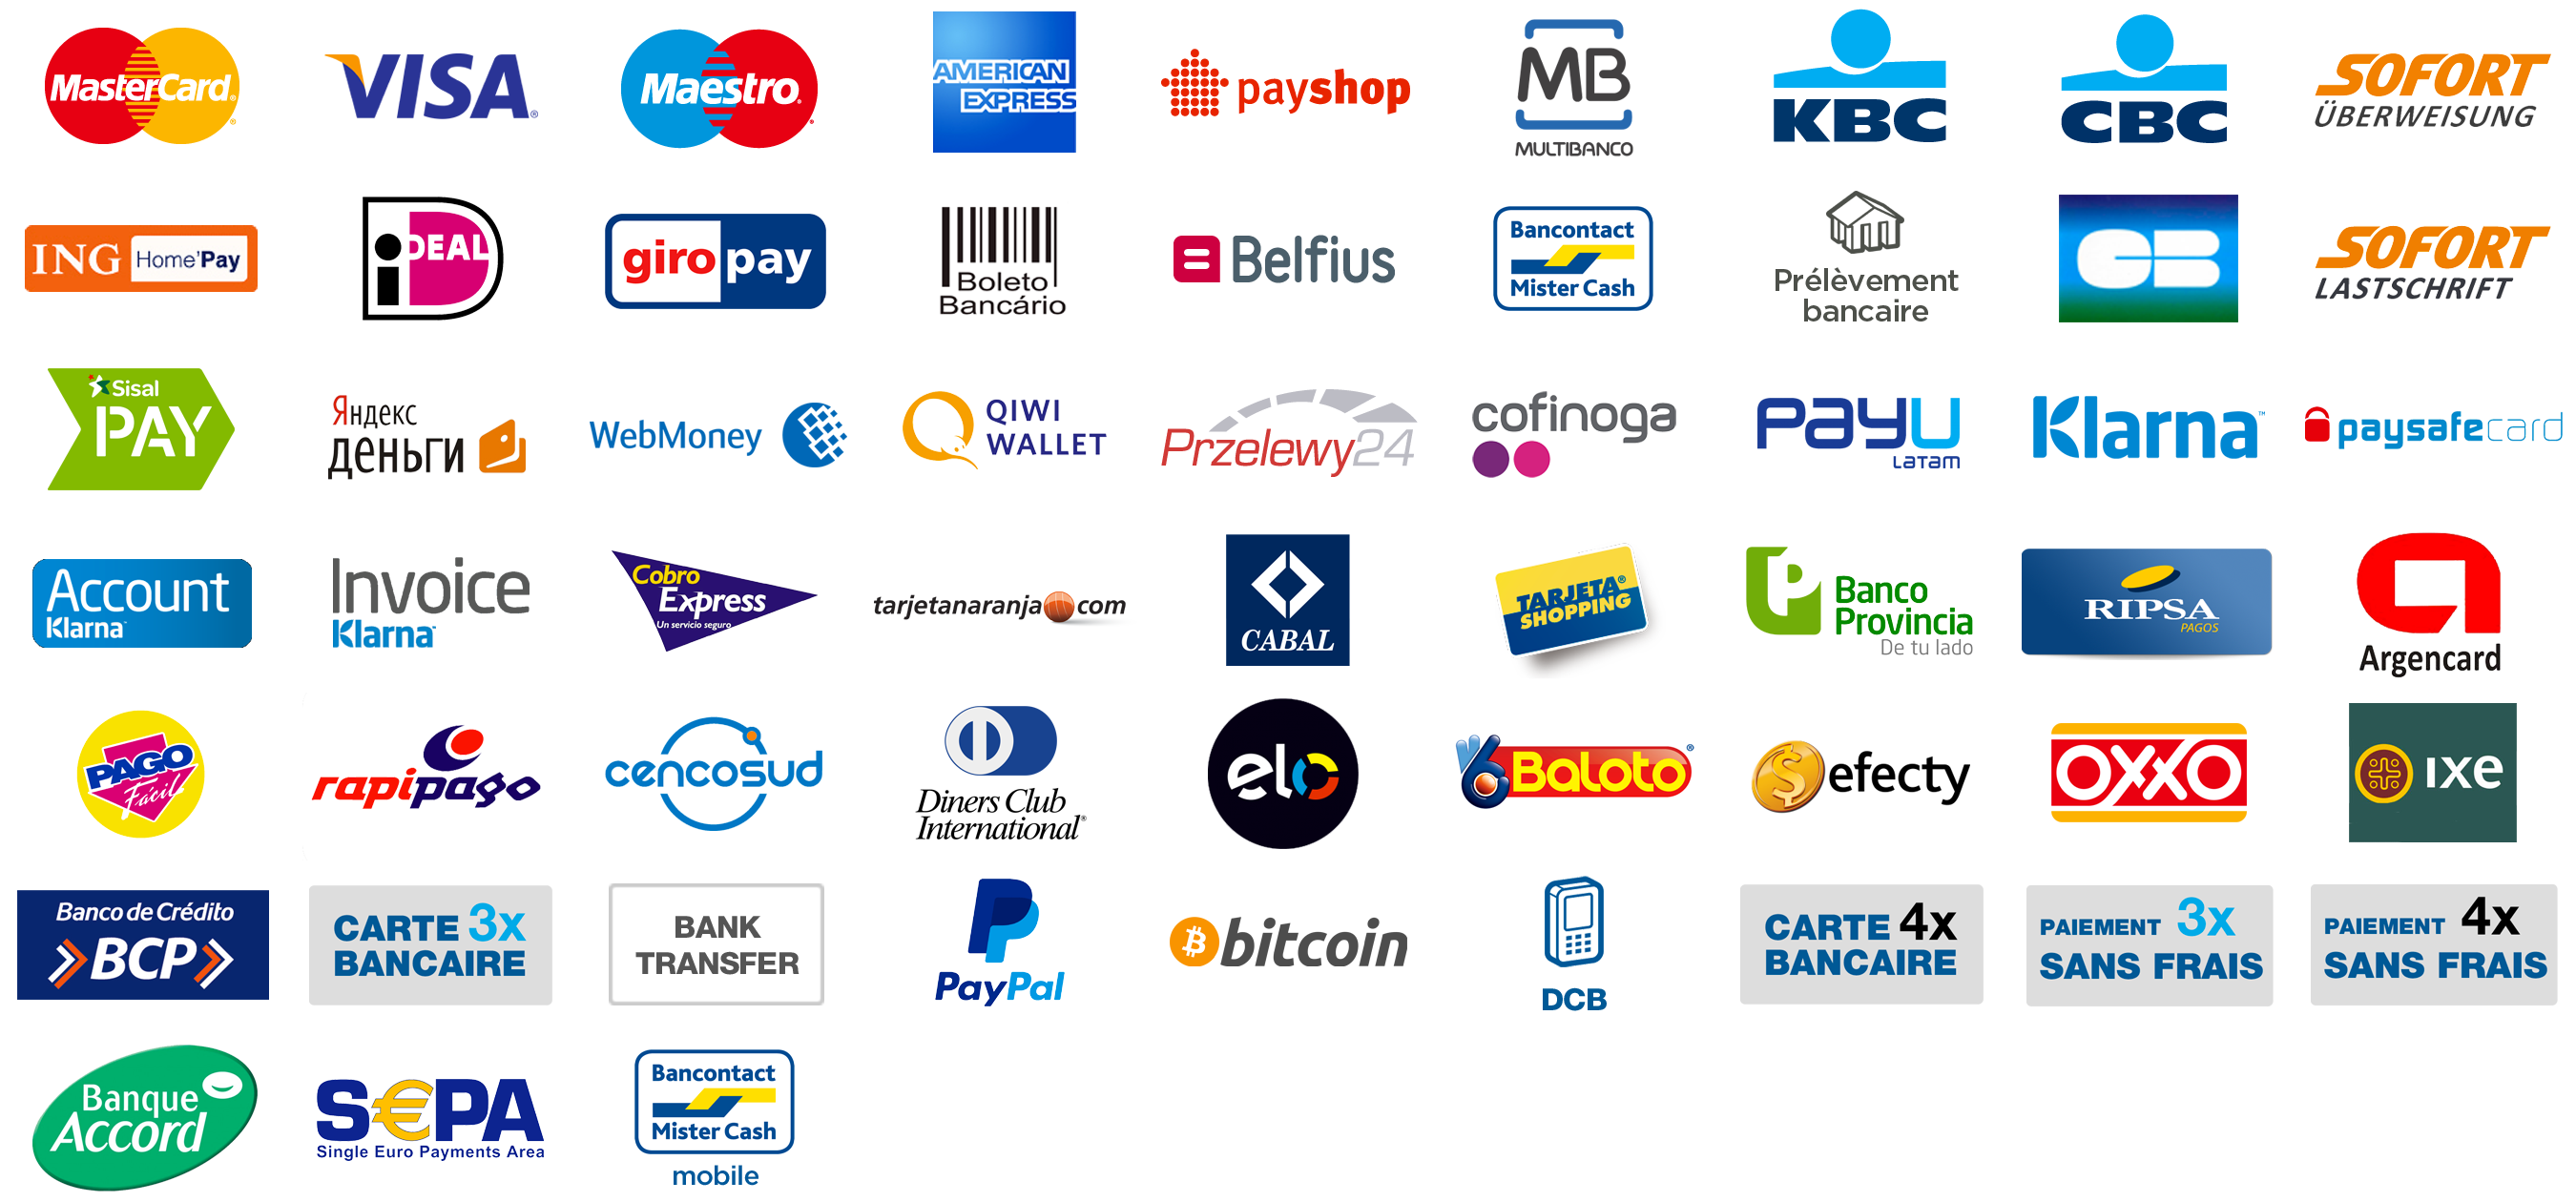 MasterCard®
VISA®
Maestro®
AMERICAN
EXPRESS
payshop
MB
MULTIBANCO
KBC
CBC
SOFORT
ÜBERWEISUNG
ING Home'Pay
iDEAL
giropay
Boleto
Bancário
Belfius
Bancontact
Mister Cash
Prélèvement
bancaire
CB
SOFORT
LASTSCHRIFT
Sisal
PAY
Яндекс
деньги
WebMoney
QIWI
WALLET
Przelewy24
cofinoga
PayU
LATAM
Klarna™
paysafecard
Account
Klarna
Invoice
Klarna
Cobro
Express
Un servicio seguro
tarjetanaranja.com
CABAL
TARJETA®
SHOPPING
Banco
Provincia
De tu lado
RIPSA
PAGOS
Argencard
PAGO
Fácil
rapipago
cencosud
Diners Club
International®
elo
Baloto®
efecty
OXXO
ixe
Banco de Crédito
BCP
CARTE 3x
BANCAIRE
BANK
TRANSFER
PayPal
bitcoin
DCB
CARTE 4x
BANCAIRE
PAIEMENT 3x
SANS FRAIS
PAIEMENT 4x
SANS FRAIS
Banque
Accord
S€PA
Single Euro Payments Area
Bancontact
Mister Cash
mobile